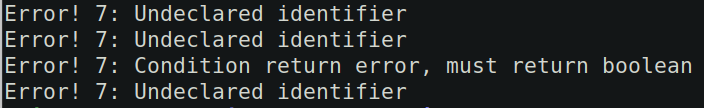 Error! 7: Undeclared identifier
Error! 7: Undeclared identifier
Error! 7: Condition return error, must return boolean
Error! 7: Undeclared identifier